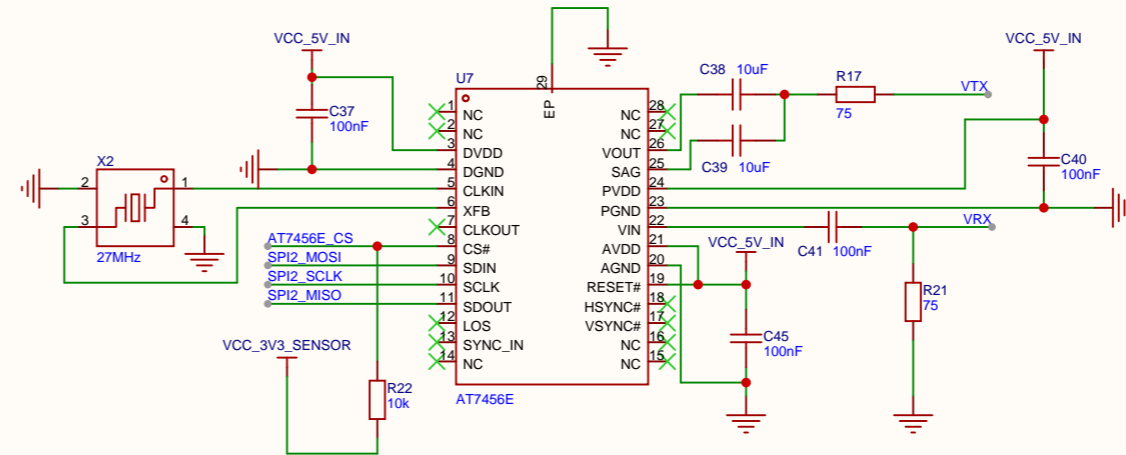 VCC_5V_IN
C37
100nF
X2
2
1
3
4
27MHz
AT7456E_CS
SPI2_MOSI
SPI2_SCLK
SPI2_MISO
VCC_3V3_SENSOR
R22
10k
U7
29
EP
1 NC
2 NC
3 DVDD
4 DGND
5 CLKIN
6 XFB
7 CLKOUT
8 CS#
9 SDIN
10 SCLK
11 SDOUT
12 LOS
13 SYNC_IN
14 NC
NC 28
NC 27
VOUT 26
SAG 25
PVDD 24
PGND 23
VIN 22
AVDD 21
AGND 20
RESET# 19
HSYNC# 18
VSYNC# 17
NC 16
NC 15
AT7456E
C38 10uF
C39 10uF
R17
75
VTX
VCC_5V_IN
C40
100nF
VRX
C41 100nF
VCC_5V_IN
C45
100nF
R21
75